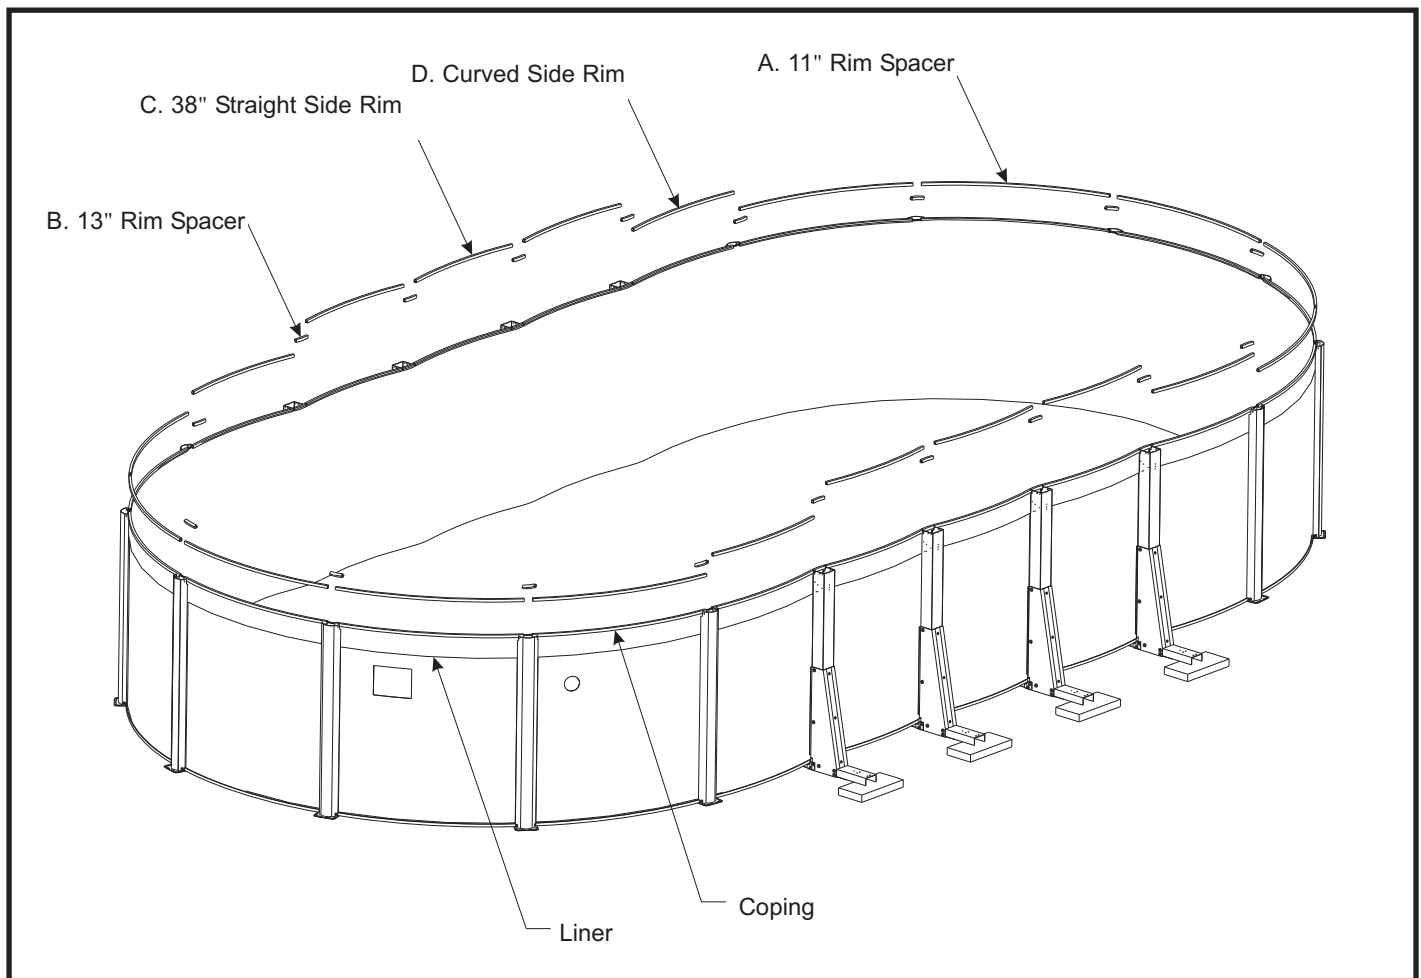 A. 11" Rim Spacer
D. Curved Side Rim
C. 38" Straight Side Rim
B. 13" Rim Spacer
Coping
Liner